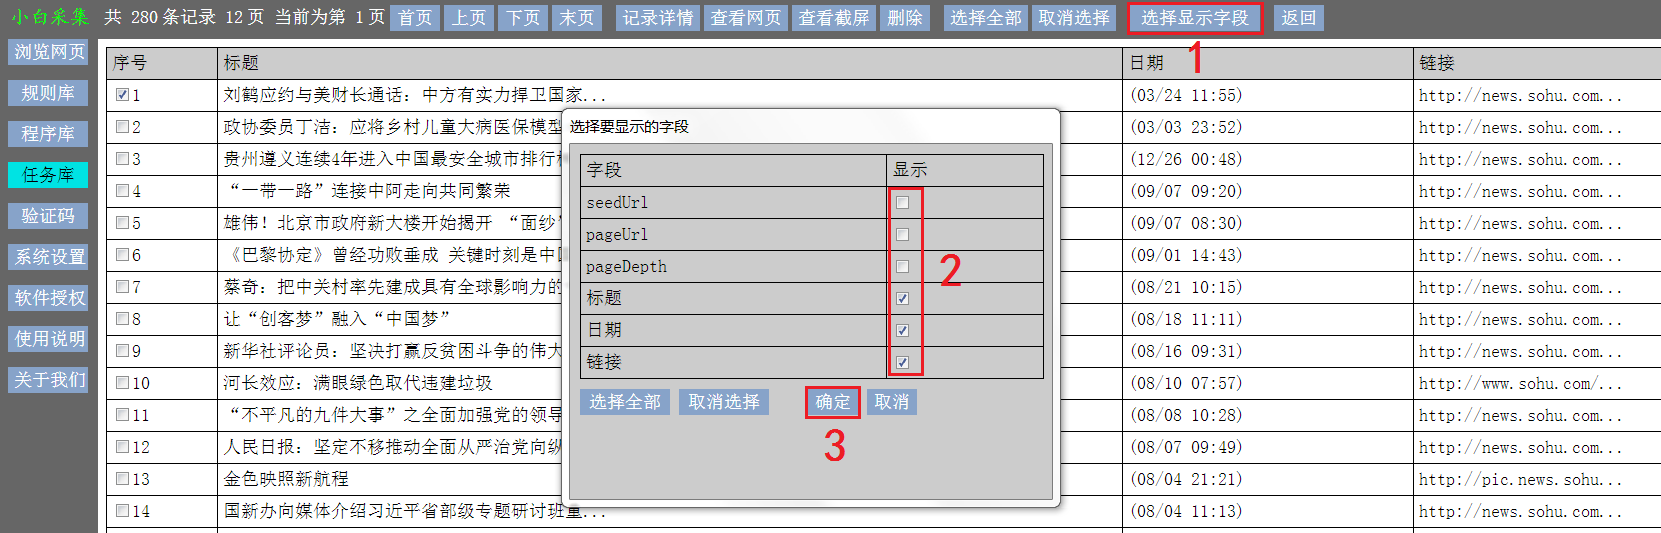 小白采集 共 280条记录 12页 当前为第 1页 首页 上页 下页 末页 记录详情 查看网页 查看截屏 删除 选择全部 取消选择 选择显示字段 返回
1
浏览网页
规则库
程序库
任务库
验证码
系统设置
软件授权
使用说明
关于我们
序号 标题 日期 链接
1 刘鹤应约与美财长通话：中方有实力捍卫国家... (03/24 11:55) http://news.sohu.com...
2 政协委员丁洁：应将乡村儿童大病医保模型 (03/03 23:52) http://news.sohu.com...
3 贵州遵义连续4年进入中国最安全城市排行 (12/26 00:48) http://news.sohu.com...
4 “一带一路”连接中阿走向共同繁荣 (09/07 09:20) http://news.sohu.com...
5 雄伟！北京市政府新大楼开始揭开 “面纱” (09/07 08:30) http://news.sohu.com...
6 《巴黎协定》曾经功败垂成 关键时刻是中 (09/01 14:43) http://news.sohu.com...
7 蔡奇：把中关村率先建成具有全球影响力的 (08/21 10:15) http://news.sohu.com...
8 让“创客梦”融入“中国梦” (08/18 11:11) http://news.sohu.com...
9 新华社评论员：坚决打赢反贫困斗争的伟大 (08/16 09:31) http://news.sohu.com...
10 河长效应：满眼绿色取代违建垃圾 (08/10 07:57) http://www.sohu.com/...
11 “不平凡的九件大事”之全面加强党的领导 (08/08 10:28) http://news.sohu.com...
12 人民日报：坚定不移推动全面从严治党向纵 (08/07 09:49) http://news.sohu.com...
13 金色映照新航程 (08/04 21:21) http://pic.news.sohu...
14 国新办向媒体介绍习近平省部级专题研讨班重... (08/04 11:13) http://news.sohu.com...
选择要显示的字段
字段 显示
seedUrl
pageUrl
pageDepth
标题
日期
链接
2
选择全部 取消选择 确定 取消
3